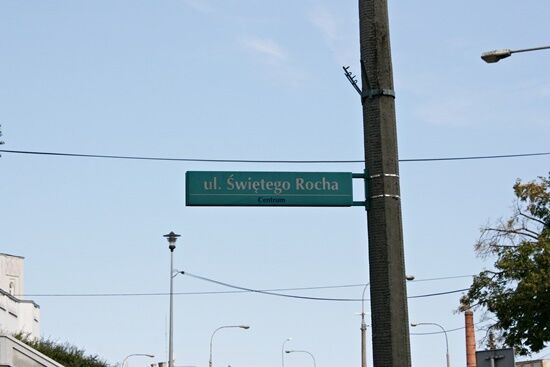 ul. Świętego Rocha
Centrum